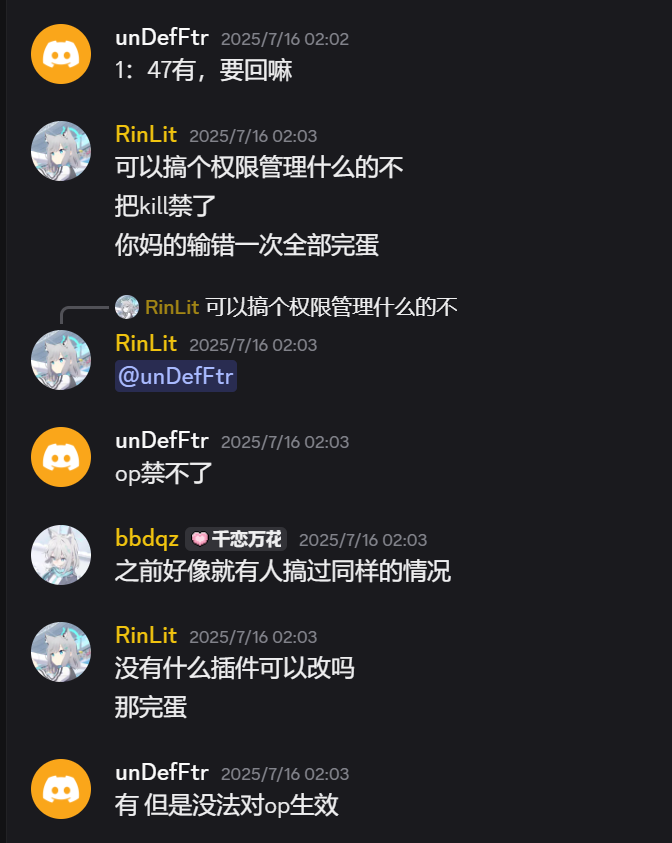 unDefFtr 2025/7/16 02:02
1：47有，要回嘛
RinLit 2025/7/16 02:03
可以搞个权限管理什么的不
把kill禁了
你妈的输错一次全部完蛋
RinLit 可以搞个权限管理什么的不
RinLit 2025/7/16 02:03
@unDefFtr
unDefFtr 2025/7/16 02:03
op禁不了
bbdqz 千恋万花 2025/7/16 02:03
之前好像就有人搞过同样的情况
RinLit 2025/7/16 02:03
没有什么插件可以改吗
那完蛋
unDefFtr 2025/7/16 02:03
有 但是没法对op生效